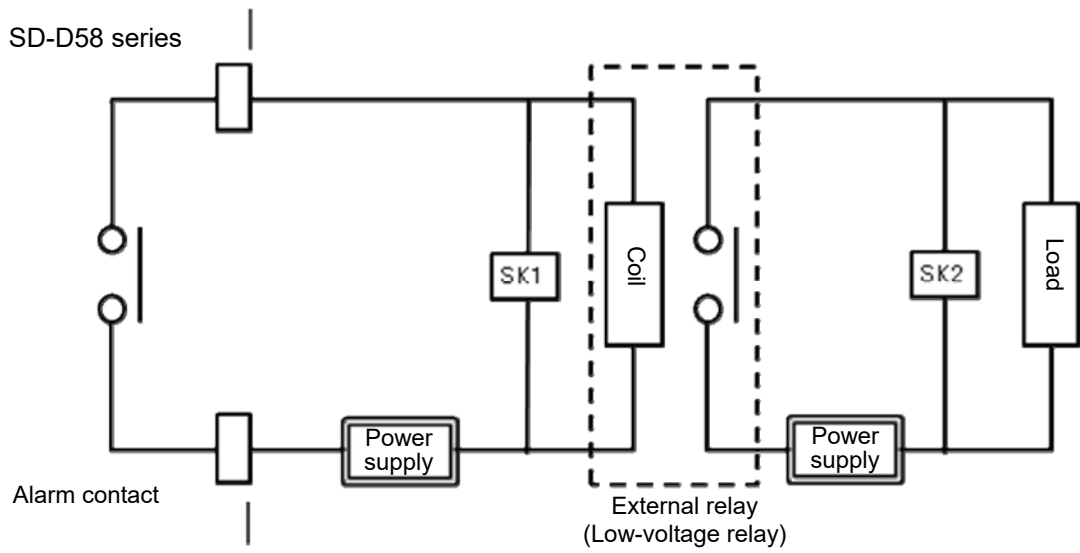 SD-D58 series
SK1
Coil
SK2
Load
Power
supply
Power
supply
Alarm contact
External relay
(Low-voltage relay)